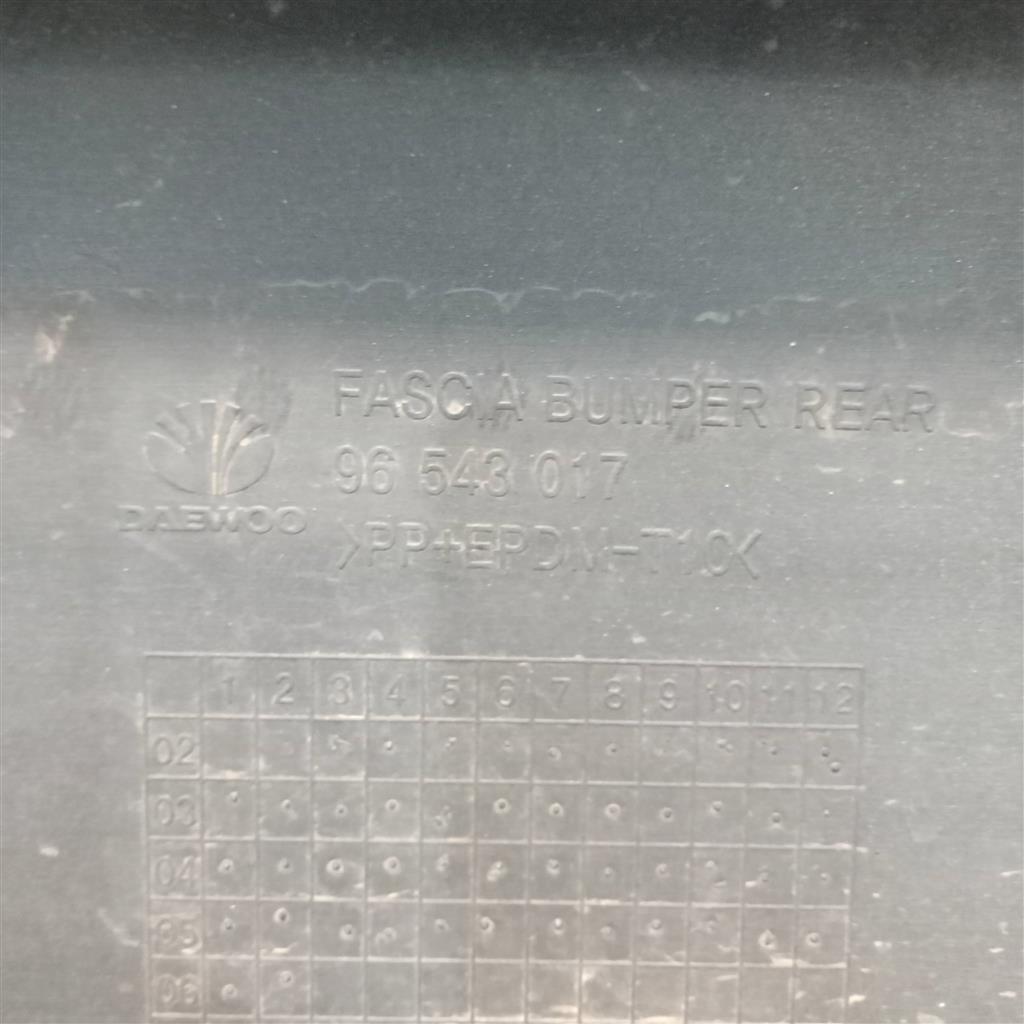 FASCIA BUMPER REAR
96 543 017
DAEWOO
>PP+EPDM-T10<
1 2 3 4 5 6 7 8 9 10 11 12
02
03
04
05
06